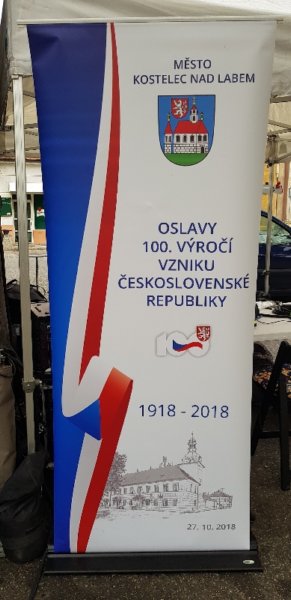 MĚSTO
KOSTELEC NAD LABEM
OSLAVY
100. VÝROČÍ
VZNIKU
ČESKOSLOVENSKÉ
REPUBLIKY
100
1918 - 2018
27. 10. 2018